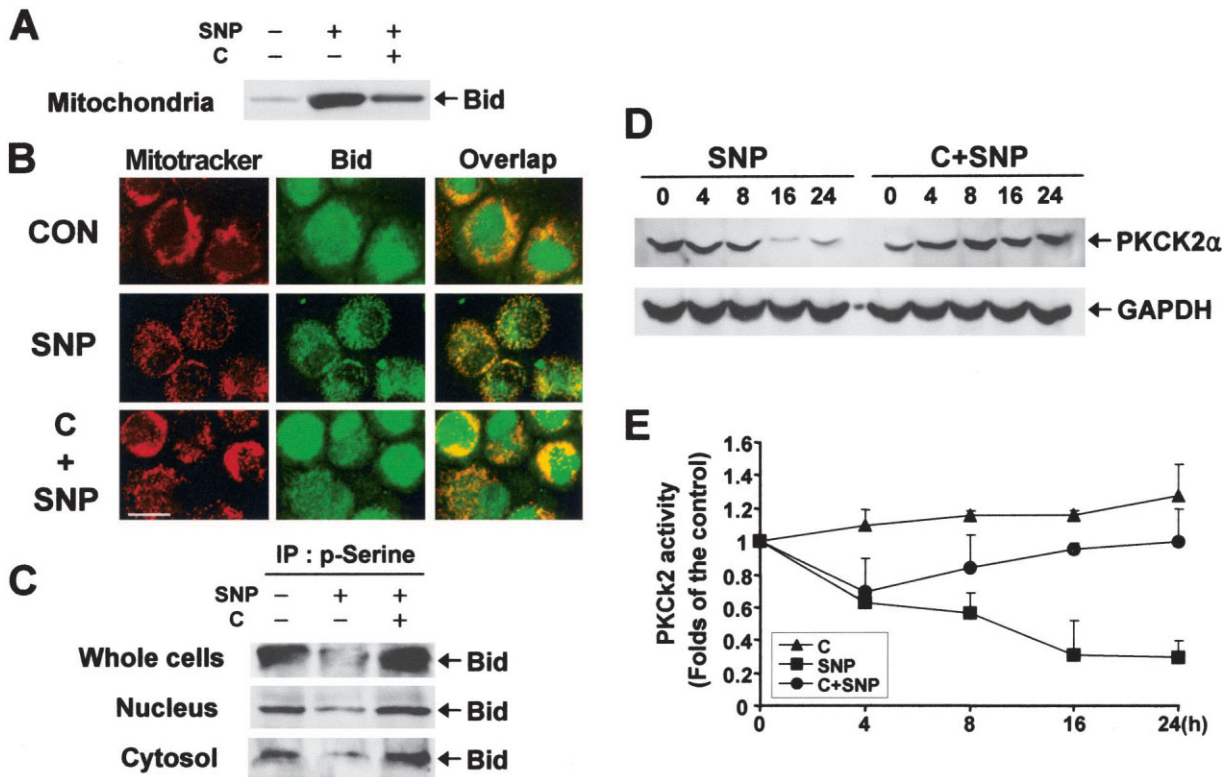 A
SNP − + +
C − − +
Mitochondria ← Bid
B
Mitotracker Bid Overlap
CON
SNP
C
+
SNP
C
IP : p-Serine
SNP − + +
C − − +
Whole cells ← Bid
Nucleus ← Bid
Cytosol ← Bid
D
SNP C+SNP
0 4 8 16 24 0 4 8 16 24
← PKCK2α
← GAPDH
E
PKCk2 activity
(Folds of the control)
1.6
1.4
1.2
1
0.8
0.6
0.4
0.2
0
0 4 8 16 24(h)
C
SNP
C+SNP